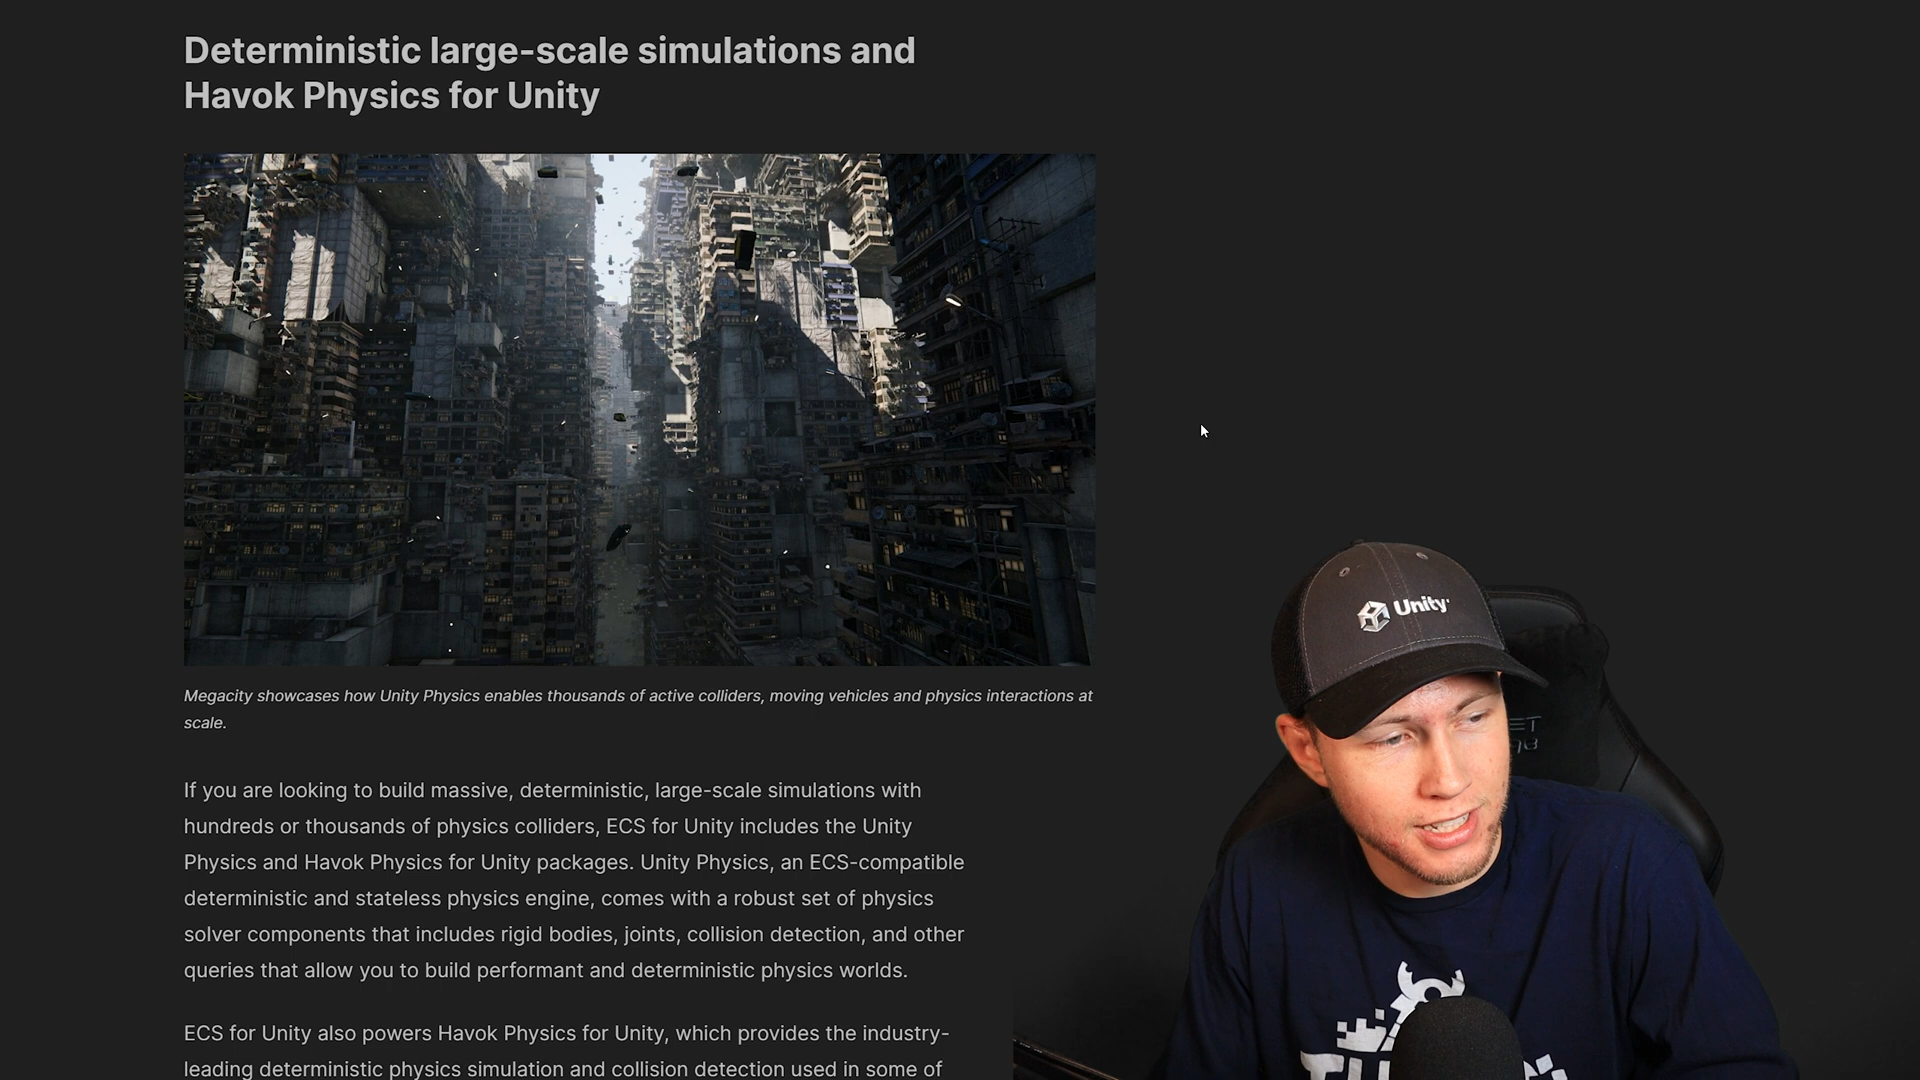 Deterministic large-scale simulations and
Havok Physics for Unity
Megacity showcases how Unity Physics enables thousands of active colliders, moving vehicles and physics interactions at
scale.
If you are looking to build massive, deterministic, large-scale simulations with
hundreds or thousands of physics colliders, ECS for Unity includes the Unity
Physics and Havok Physics for Unity packages. Unity Physics, an ECS-compatible
deterministic and stateless physics engine, comes with a robust set of physics
solver components that includes rigid bodies, joints, collision detection, and other
queries that allow you to build performant and deterministic physics worlds.
ECS for Unity also powers Havok Physics for Unity, which provides the industry-
leading deterministic physics simulation and collision detection used in some of
Unity